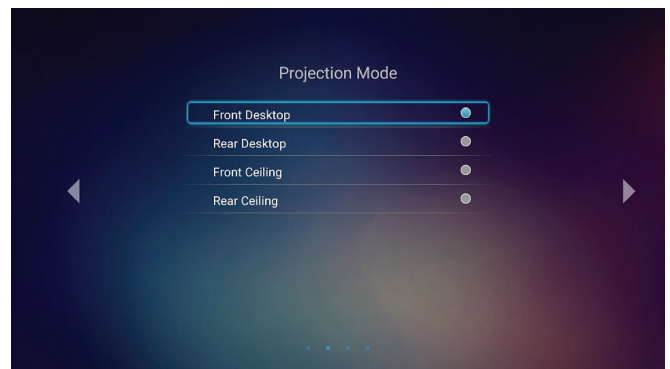 Projection Mode
Front Desktop
Rear Desktop
Front Ceiling
Rear Ceiling